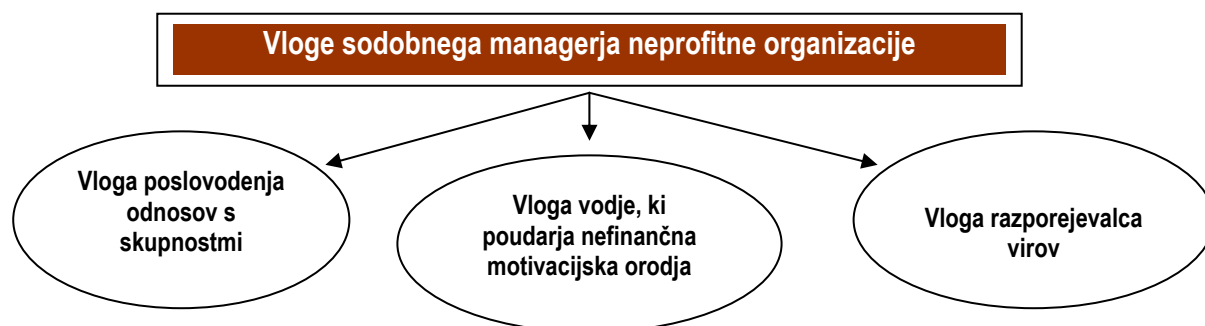 Vloge sodobnega managerja neprofitne organizacije
Vloga poslovodenja
odnosov s
skupnostmi
Vloga vodje, ki
poudarja nefinančna
motivacijska orodja
Vloga razporejevalca
virov